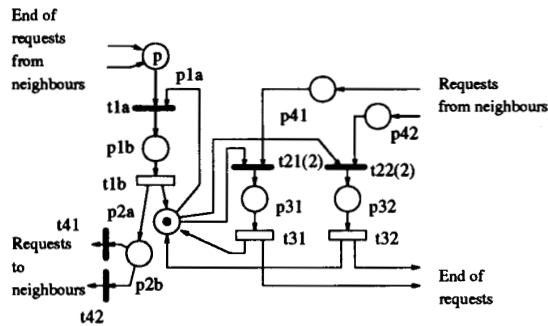 End of
requests
from
neighbours
p
p1a
t1a
p1b
t1b
p2a
t41
Requests
to
neighbours
p2b
t42
p41
Requests
from neighbours
p42
t21(2)
t22(2)
p31
p32
t31
t32
End of
requests